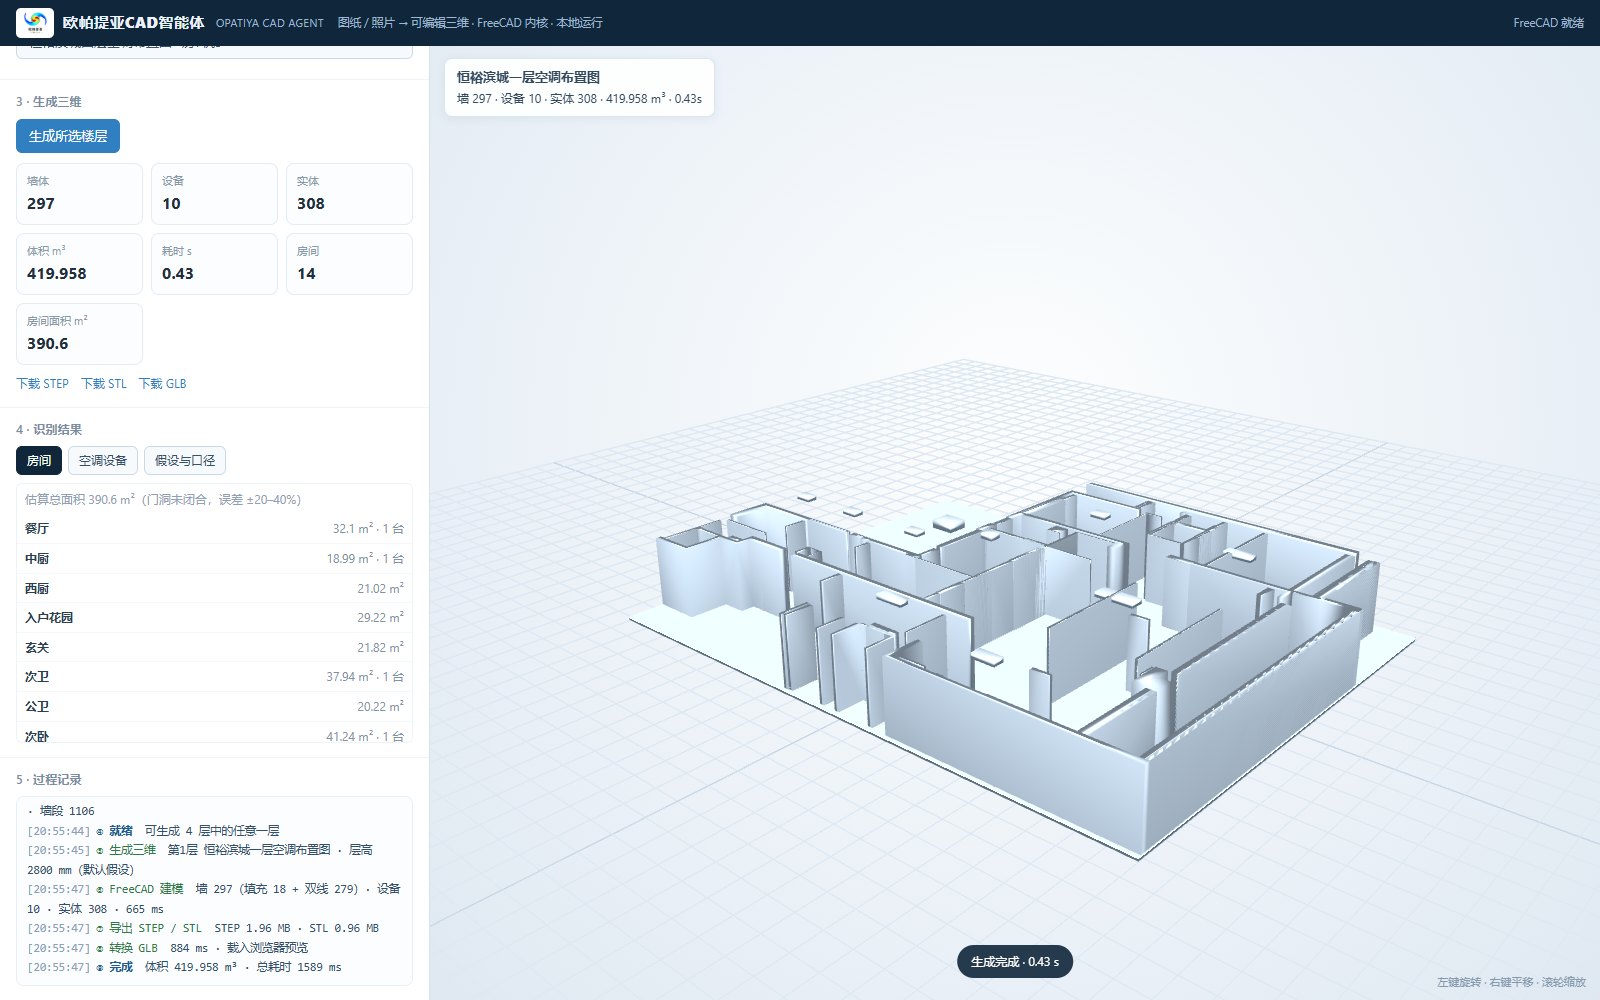 欧帕提亚CAD智能体 OPATIYA CAD AGENT 图纸 / 照片 → 可编辑三维 · FreeCAD 内核 · 本地运行
FreeCAD 就绪
3 · 生成三维
生成所选楼层
墙体
297
设备
10
实体
308
体积 m³
419.958
耗时 s
0.43
房间
14
房间面积 m²
390.6
下载 STEP 下载 STL 下载 GLB
4 · 识别结果
房间 空调设备 假设与口径
估算总面积 390.6 m²（门洞未闭合，误差 ±20–40%）
餐厅 32.1 m² · 1 台
中厨 18.99 m² · 1 台
西厨 21.02 m²
入户花园 29.22 m²
玄关 21.82 m²
次卫 37.94 m² · 1 台
公卫 20.22 m²
次卧 41.24 m² · 1 台
5 · 过程记录
· 墙段 1106
[20:55:44] 就绪 可生成 4 层中的任意一层
[20:55:45] 生成三维 第1层 恒裕滨城一层空调布置图 · 层高
2800 mm（默认假设）
[20:55:47] FreeCAD 建模 墙 297（填充 18 + 双线 279）· 设备
10 · 实体 308 · 665 ms
[20:55:47] 导出 STEP / STL STEP 1.96 MB · STL 0.96 MB
[20:55:47] 转换 GLB 884 ms · 载入浏览器预览
[20:55:47] 完成 体积 419.958 m³ · 总耗时 1589 ms
恒裕滨城一层空调布置图
墙 297 · 设备 10 · 实体 308 · 419.958 m³ · 0.43s
生成完成 · 0.43 s
左键旋转 · 右键平移 · 滚轮缩放